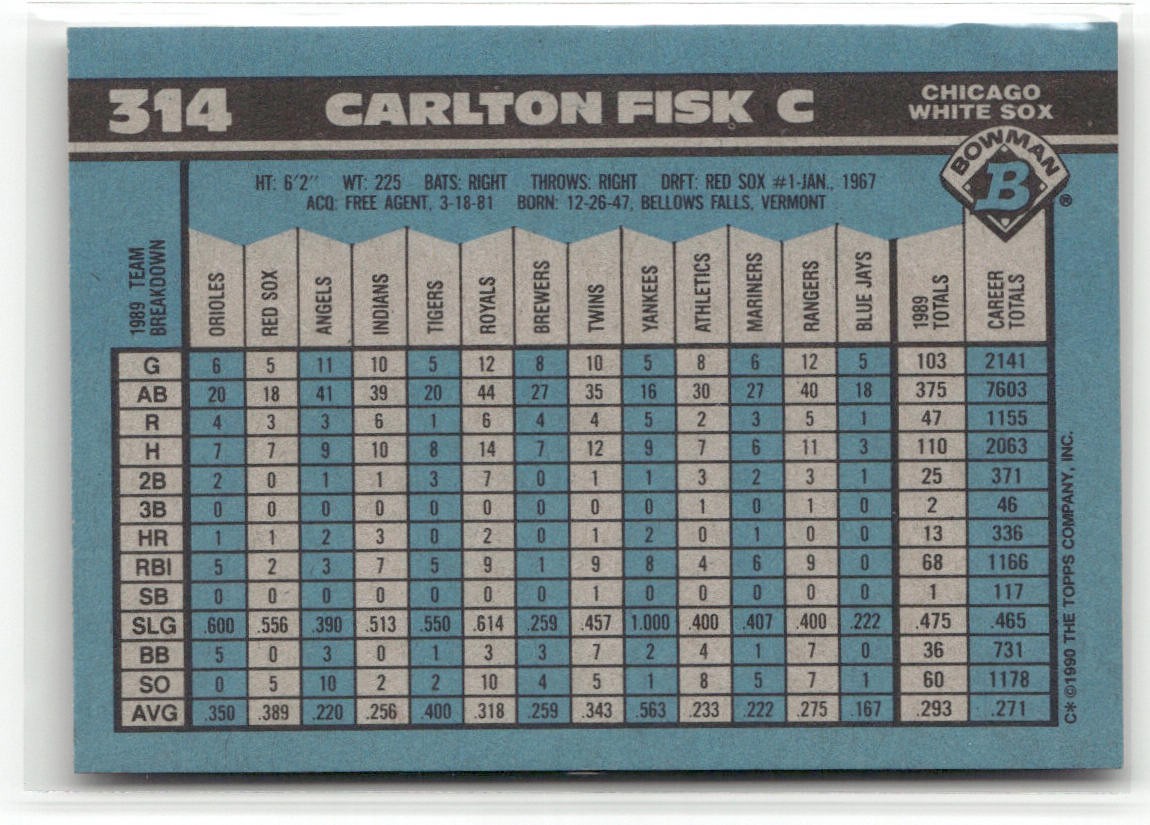 314 CARLTON FISK C CHICAGO
WHITE SOX
BOWMAN
B
®
HT: 6'2" WT: 225 BATS: RIGHT THROWS: RIGHT DRFT: RED SOX #1-JAN., 1967
ACQ: FREE AGENT, 3-18-81 BORN: 12-26-47, BELLOWS FALLS, VERMONT
1989 TEAM BREAKDOWN ORIOLES RED SOX ANGELS INDIANS TIGERS ROYALS BREWERS TWINS YANKEES ATHLETICS MARINERS RANGERS BLUE JAYS 1989 TOTALS CAREER TOTALS
G 6 5 11 10 5 12 8 10 5 8 6 12 5 103 2141
AB 20 18 41 39 20 44 27 35 16 30 27 40 18 375 7603
R 4 3 3 6 1 6 4 4 5 2 3 5 1 47 1155
H 7 7 9 10 8 14 7 12 9 7 6 11 3 110 2063
2B 2 0 1 1 3 7 0 1 1 3 2 3 1 25 371
3B 0 0 0 0 0 0 0 0 0 1 0 1 0 2 46
HR 1 1 2 3 0 2 0 1 2 0 1 0 0 13 336
RBI 5 2 3 7 5 9 1 9 8 4 6 9 0 68 1166
SB 0 0 0 0 0 0 0 1 0 0 0 0 0 1 117
SLG .600 .556 .390 .513 .550 .614 .259 .457 1.000 .400 .407 .400 .222 .475 .465
BB 5 0 3 0 1 3 3 7 2 4 1 7 0 36 731
SO 0 5 10 2 2 10 4 5 1 8 5 7 1 60 1178
AVG .350 .389 .220 .256 .400 .318 .259 .343 .563 .233 .222 .275 .167 .293 .271
C* ©1990 THE TOPPS COMPANY, INC.